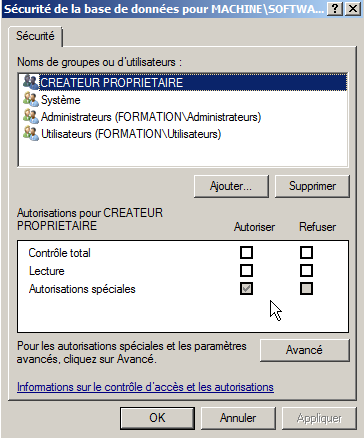 Sécurité de la base de données pour MACHINE\SOFTWA...
Sécurité
Noms de groupes ou d'utilisateurs :
CREATEUR PROPRIETAIRE
Système
Administrateurs (FORMATION\Administrateurs)
Utilisateurs (FORMATION\Utilisateurs)
Ajouter... Supprimer
Autorisations pour CREATEUR
PROPRIETAIRE Autoriser Refuser
Contrôle total
Lecture
Autorisations spéciales
Pour les autorisations spéciales et les paramètres
avancés, cliquez sur Avancé. Avancé
Informations sur le contrôle d'accès et les autorisations
OK Annuler Appliquer